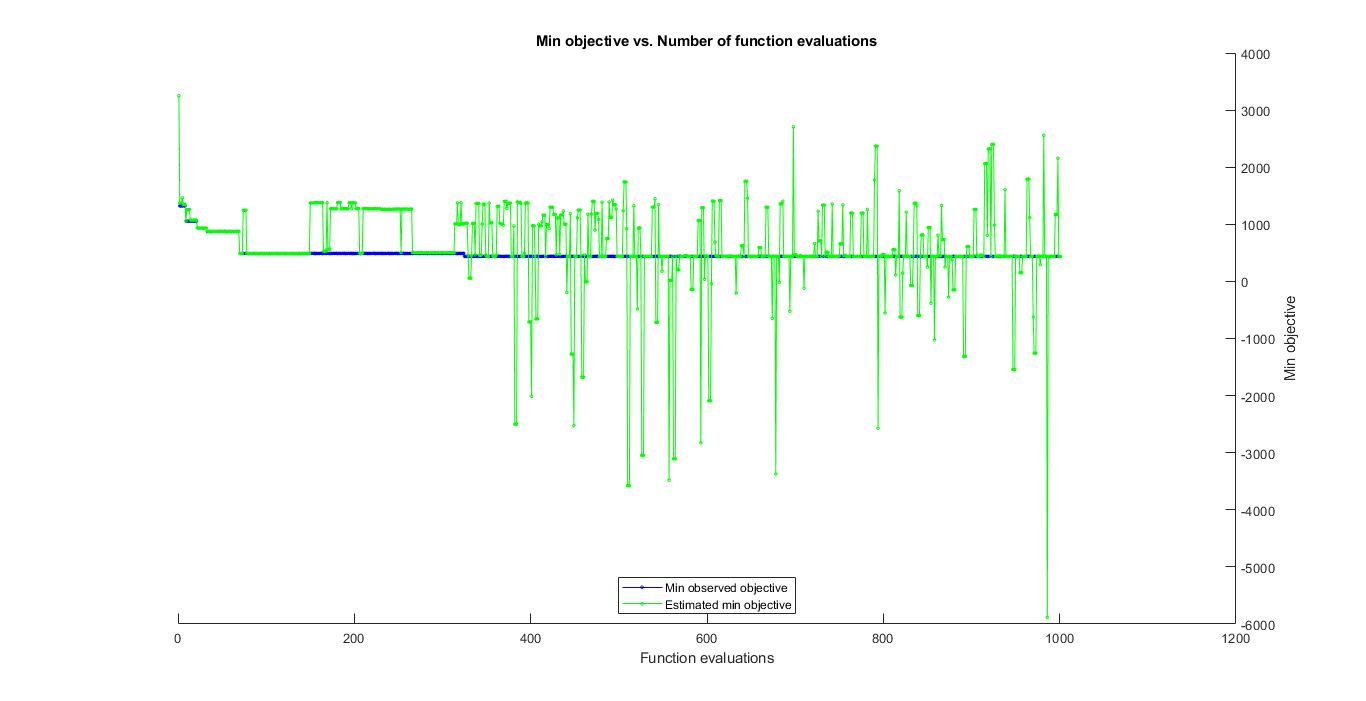 Min objective vs. Number of function evaluations
4000
3000
2000
1000
0
-1000
-2000
-3000
-4000
-5000
-6000
Min objective
Min observed objective
Estimated min objective
0 200 400 600 800 1000 1200
Function evaluations